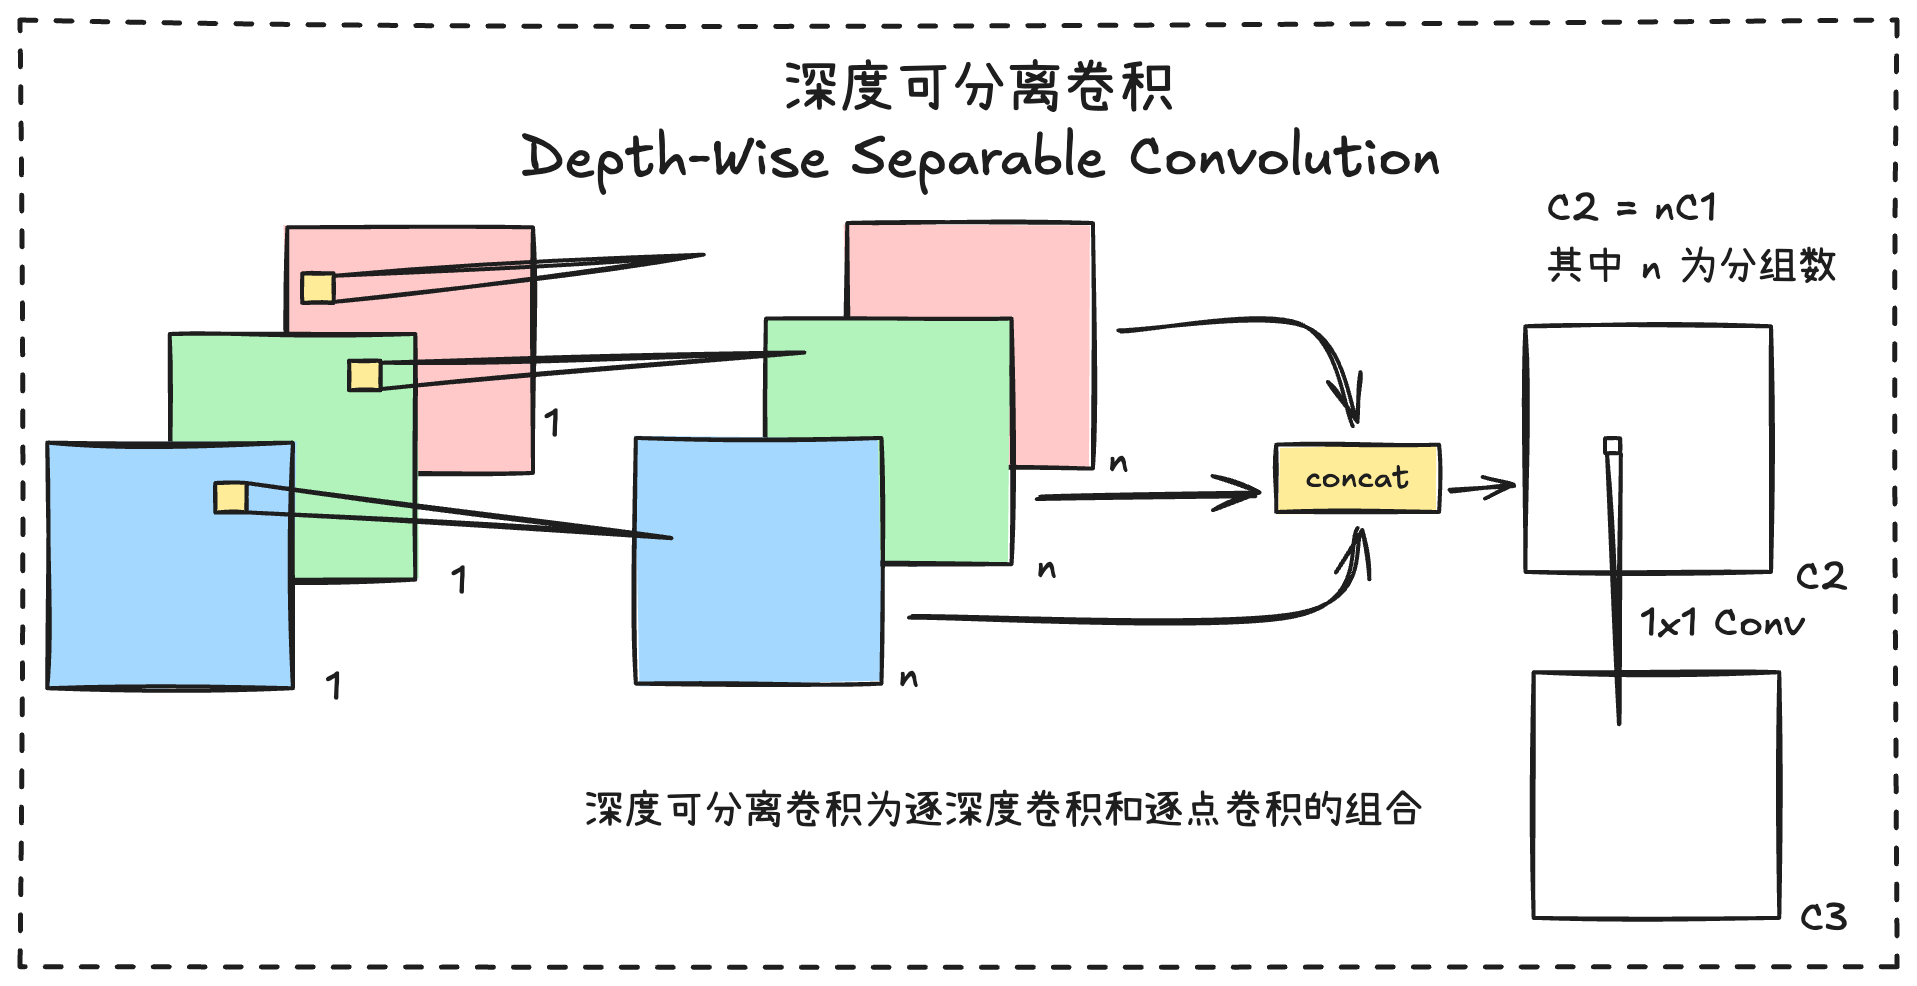 深度可分离卷积
Depth-Wise Separable Convolution
C2 = nC1
其中 n 为分组数
1
1
1
n
n
n
concat
C2
1x1 Conv
C3
深度可分离卷积为逐深度卷积和逐点卷积的组合